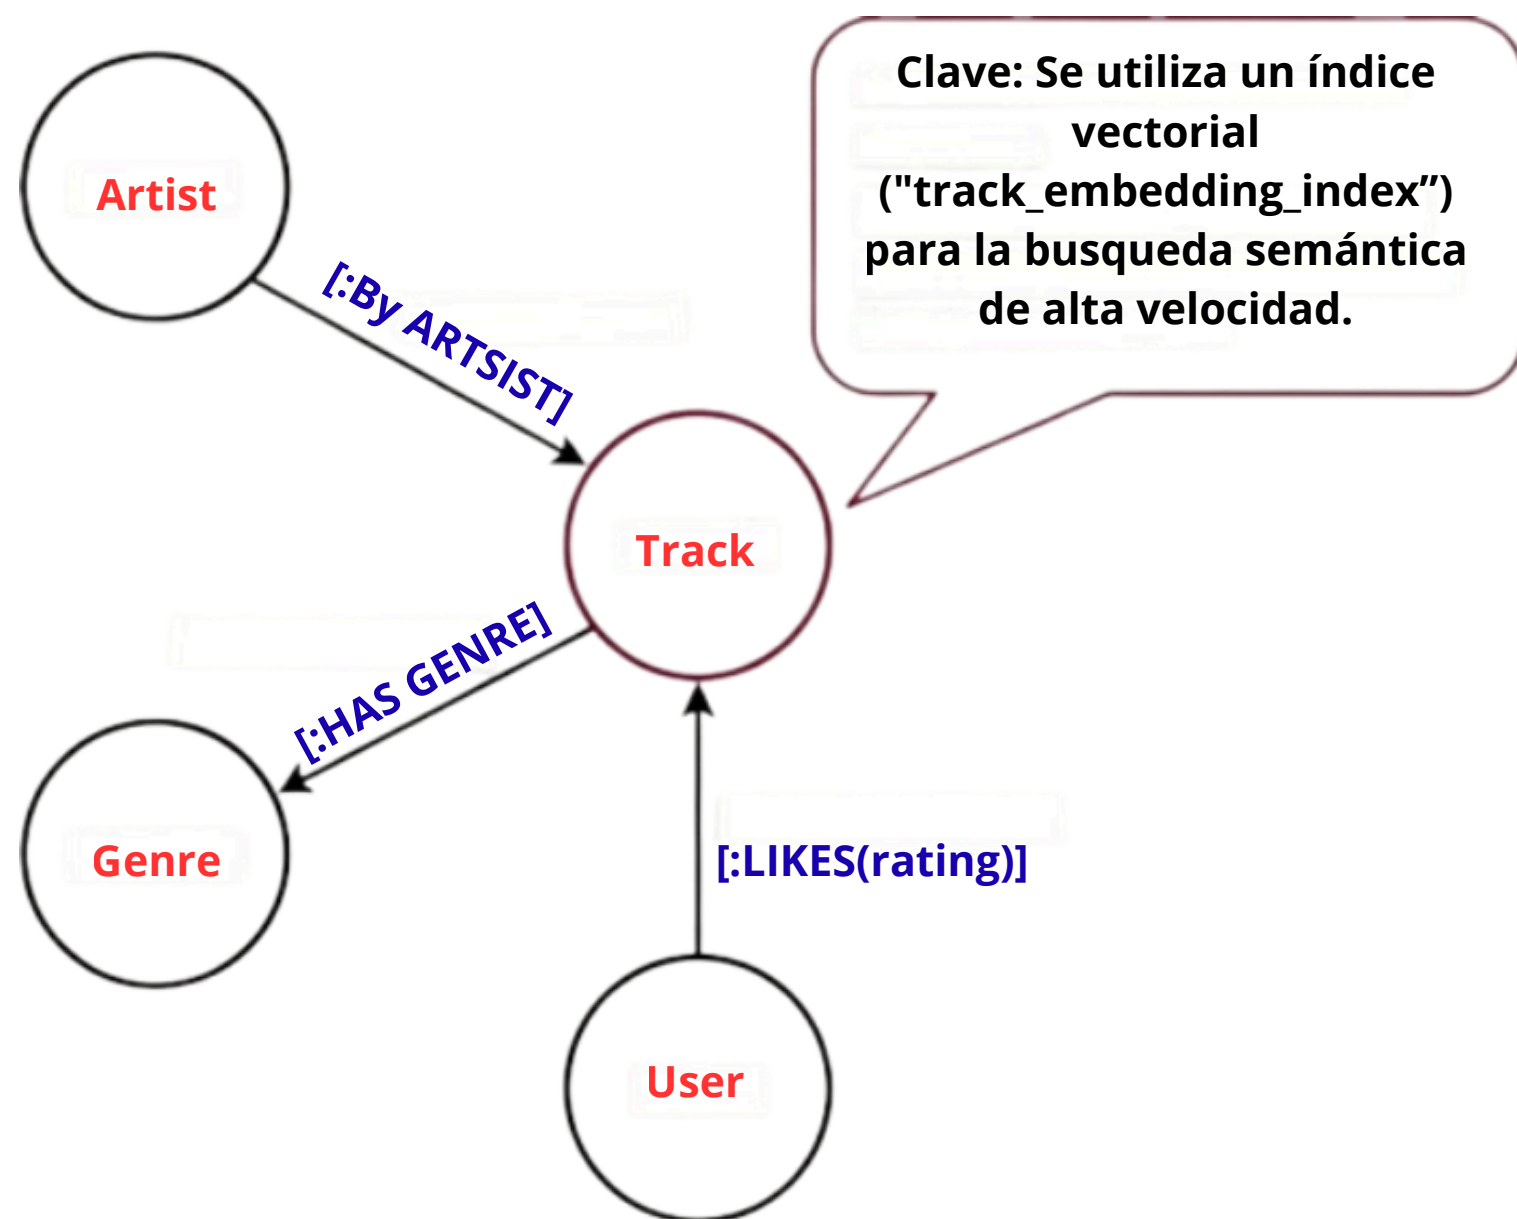 Clave: Se utiliza un índice
vectorial
("track_embedding_index”)
para la busqueda semántica
de alta velocidad.
Artist
[:By ARTSIST]
Track
[:HAS GENRE]
Genre
[:LIKES(rating)]
User